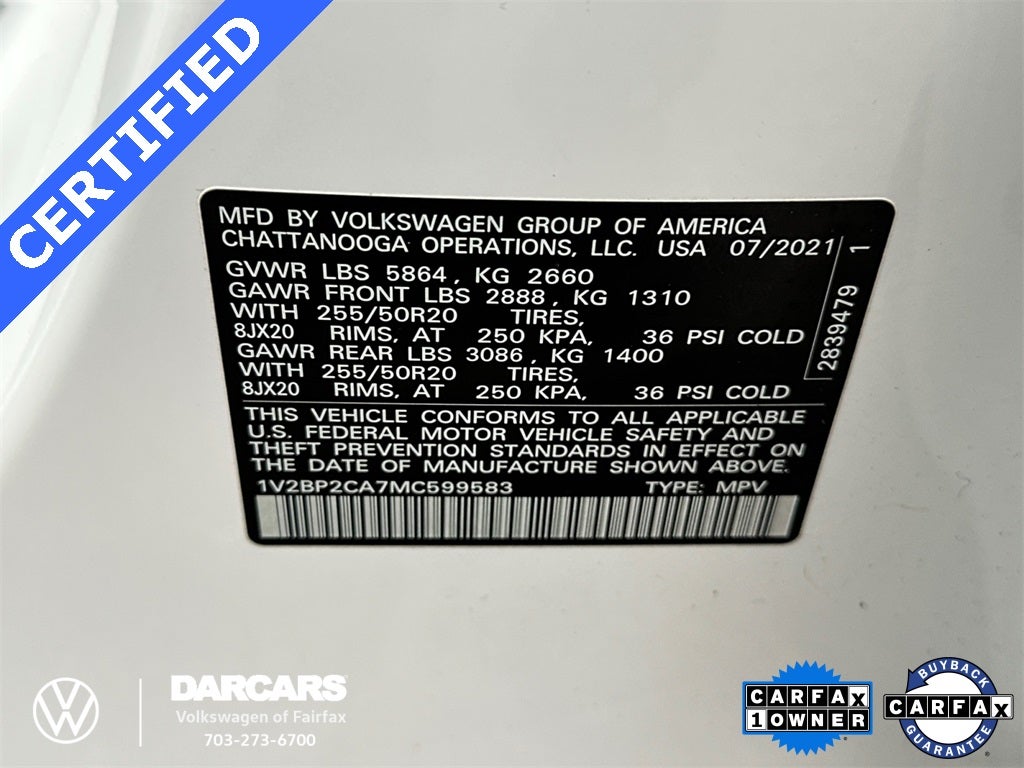 CERTIFIED
MFD BY VOLKSWAGEN GROUP OF AMERICA
CHATTANOOGA OPERATIONS, LLC. USA 07/2021
GVWR LBS 5864, KG 2660
GAWR FRONT LBS 2888, KG 1310
WITH 255/50R20 TIRES,
8JX20 RIMS, AT 250 KPA, 36 PSI COLD
GAWR REAR LBS 3086, KG 1400
WITH 255/50R20 TIRES,
8JX20 RIMS, AT 250 KPA, 36 PSI COLD
2839479 1
THIS VEHICLE CONFORMS TO ALL APPLICABLE
U.S. FEDERAL MOTOR VEHICLE SAFETY AND
THEFT PREVENTION STANDARDS IN EFFECT ON
THE DATE OF MANUFACTURE SHOWN ABOVE.
1V2BP2CA7MC599583 TYPE: MPV
DARCARS
Volkswagen of Fairfax
703-273-6700
CARFAX
1 OWNER
BUYBACK
CARFAX
GUARANTEE